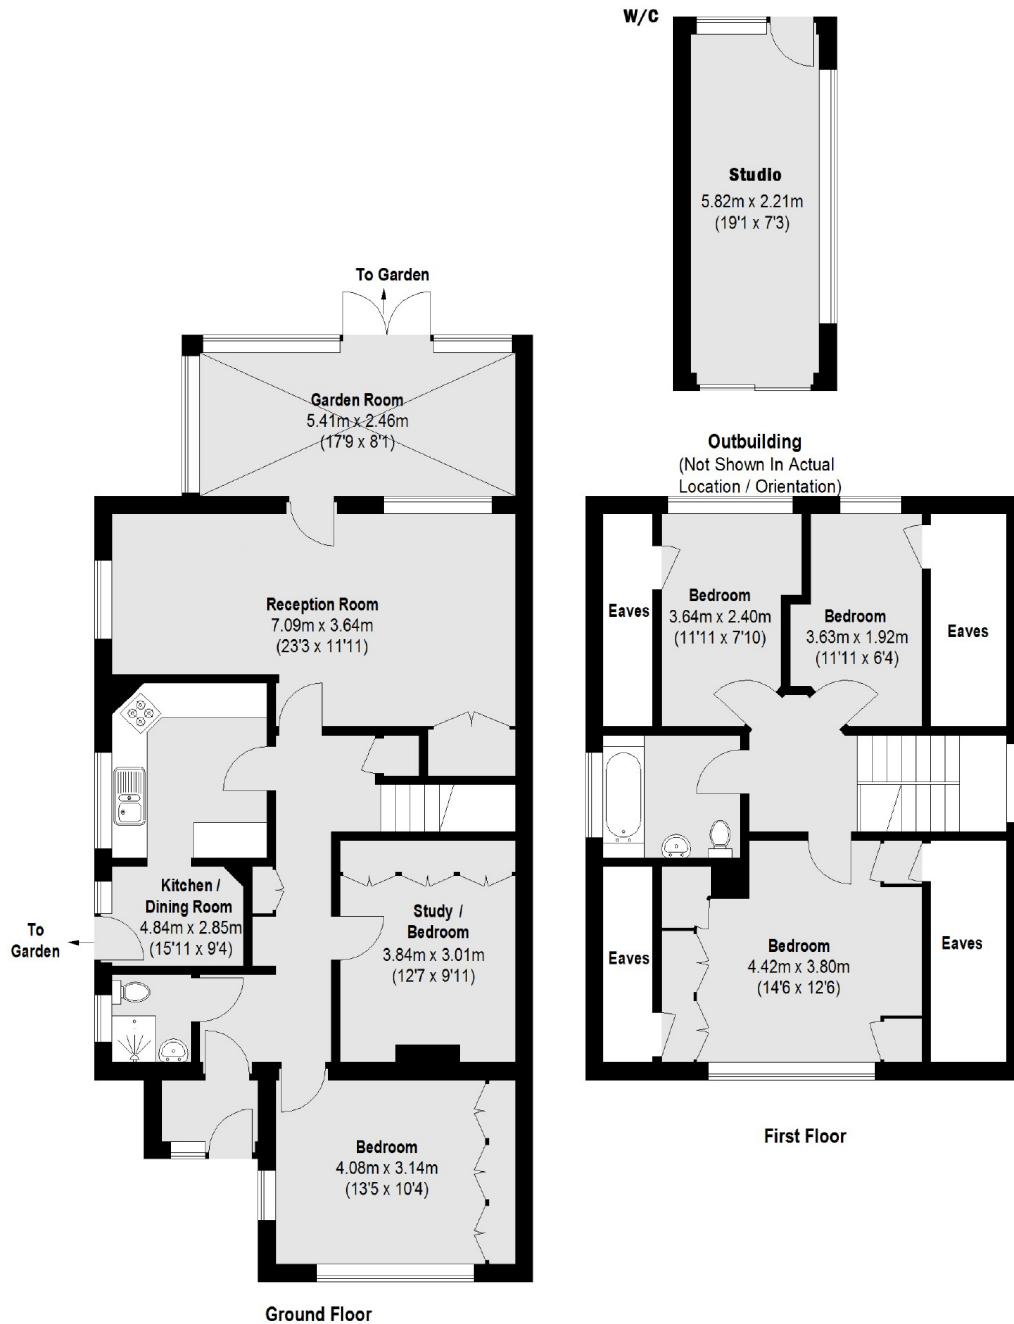 W/C
Studio
5.82m x 2.21m
(19'1 x 7'3)
To Garden
Garden Room
5.41m x 2.46m
(17'9 x 8'1)
Outbuilding
(Not Shown In Actual
Location / Orientation)
Reception Room
7.09m x 3.64m
(23'3 x 11'11)
Eaves
Bedroom
3.64m x 2.40m
(11'11 x 7'10)
Bedroom
3.63m x 1.92m
(11'11 x 6'4)
Eaves
Kitchen /
Dining Room
4.84m x 2.85m
(15'11 x 9'4)
To
Garden
Study /
Bedroom
3.84m x 3.01m
(12'7 x 9'11)
Eaves
Bedroom
4.42m x 3.80m
(14'6 x 12'6)
Eaves
Bedroom
4.08m x 3.14m
(13'5 x 10'4)
First Floor
Ground Floor